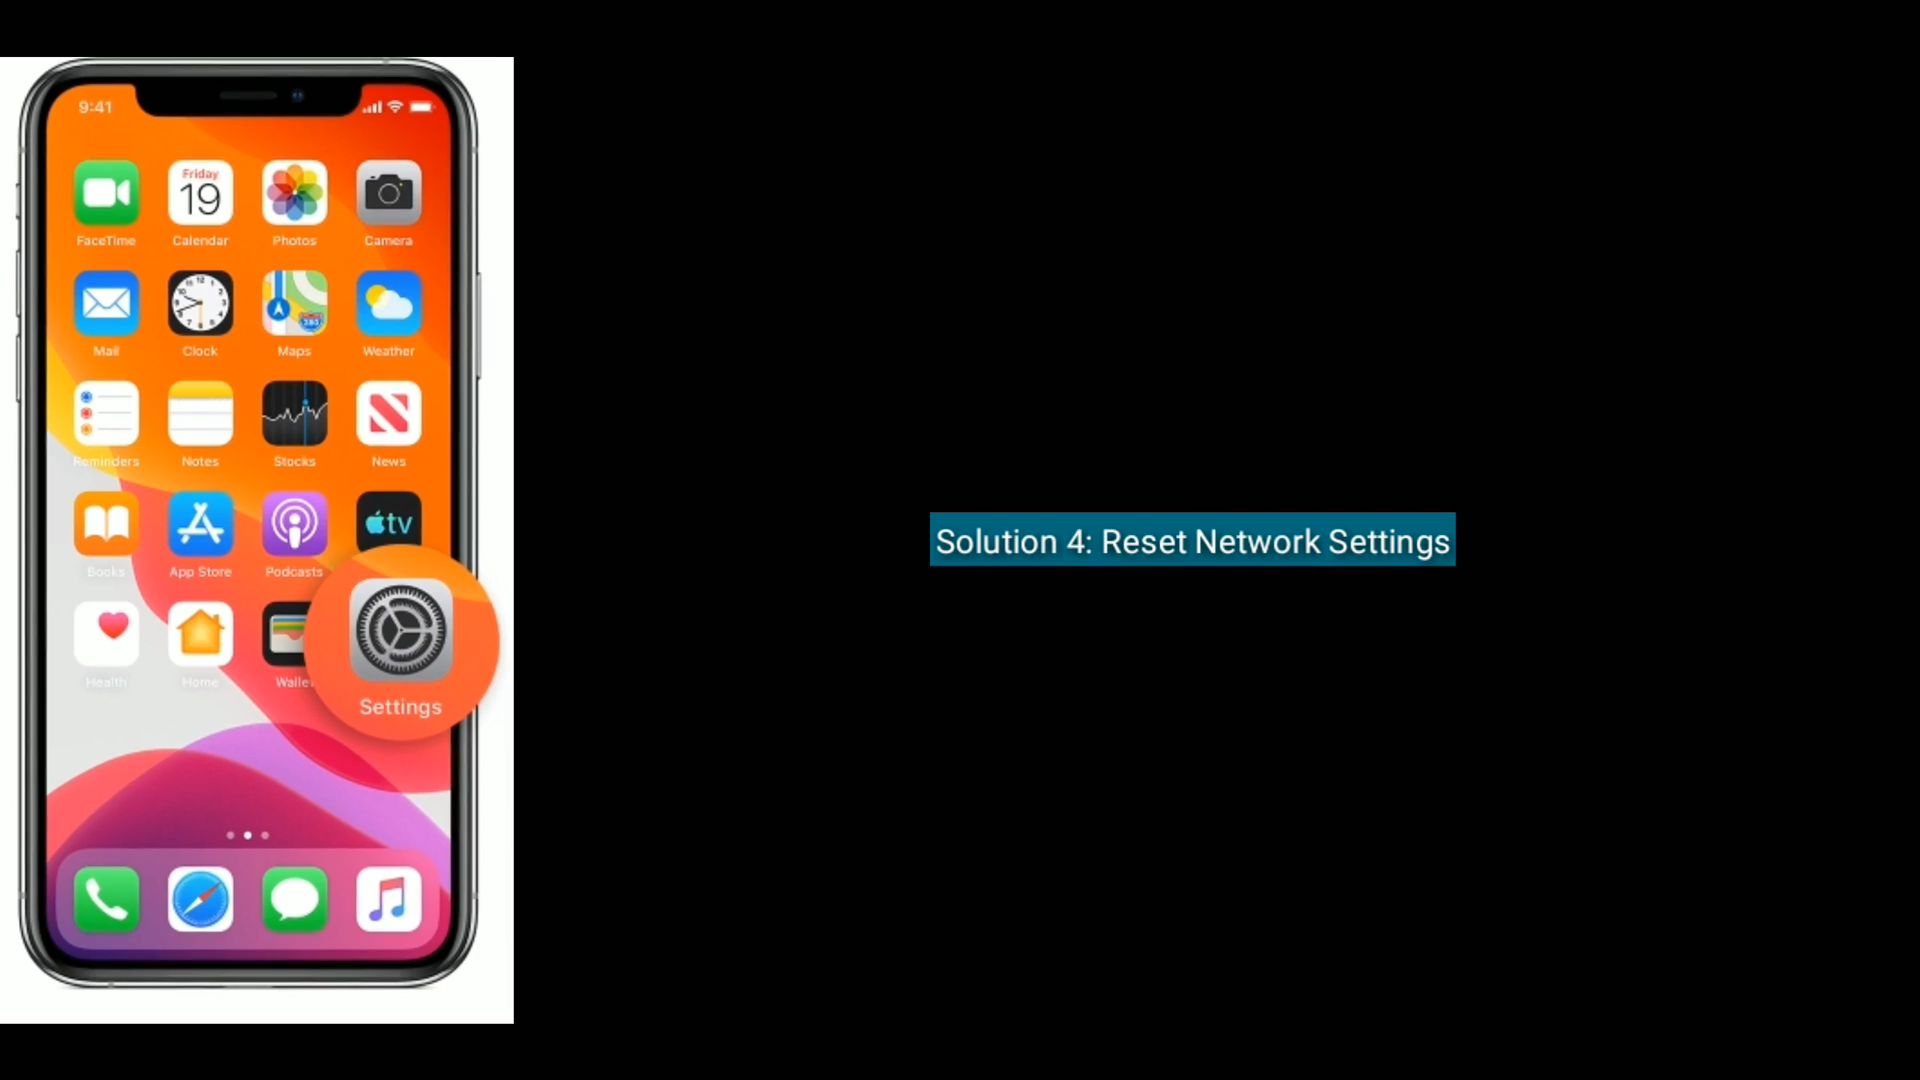 9:41
Friday
19
FaceTime
Calendar
Photos
Camera
Mail
Clock
Maps
Weather
Reminders
Notes
Stocks
News
tv
Books
App Store
Podcasts
Health
Home
Settings
Solution 4: Reset Network Settings